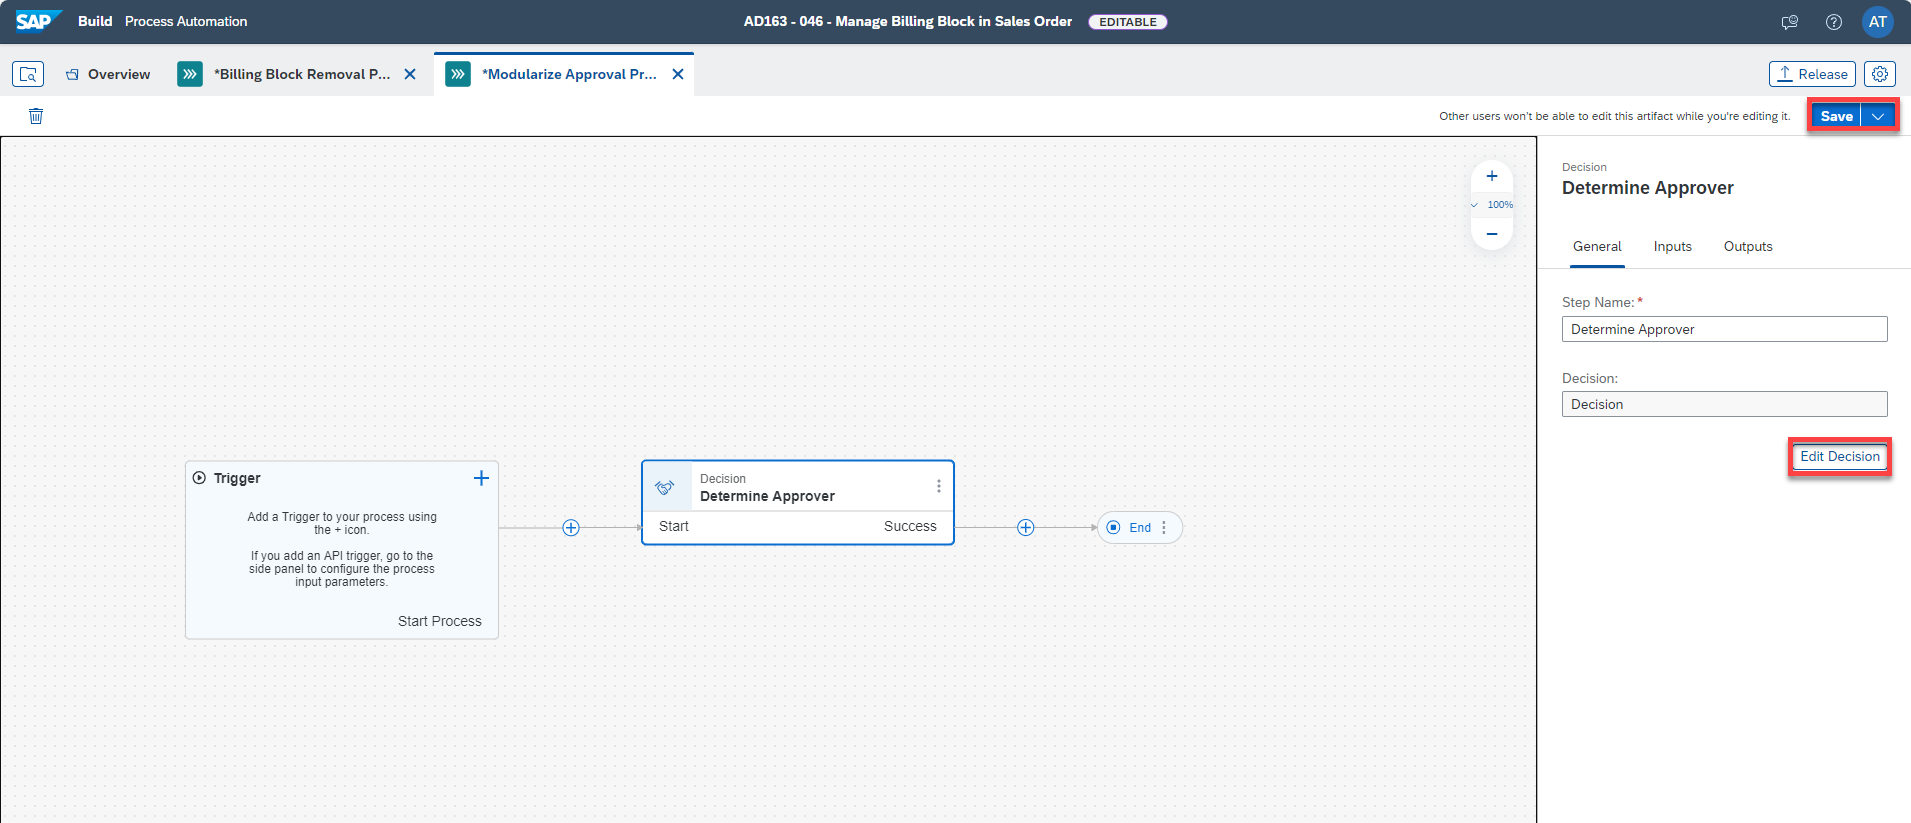 SAP Build Process Automation
AD163 - 046 - Manage Billing Block in Sales Order EDITABLE
AT
Overview
*Billing Block Removal P...
*Modularize Approval Pr...
Release
Other users won't be able to edit this artifact while you're editing it.
Save
100%
Trigger
Add a Trigger to your process using
the + icon.
If you add an API trigger, go to the
side panel to configure the process
input parameters.
Start Process
Decision
Determine Approver
Start Success
End
Decision
Determine Approver
General Inputs Outputs
Step Name: *
Determine Approver
Decision:
Decision
Edit Decision